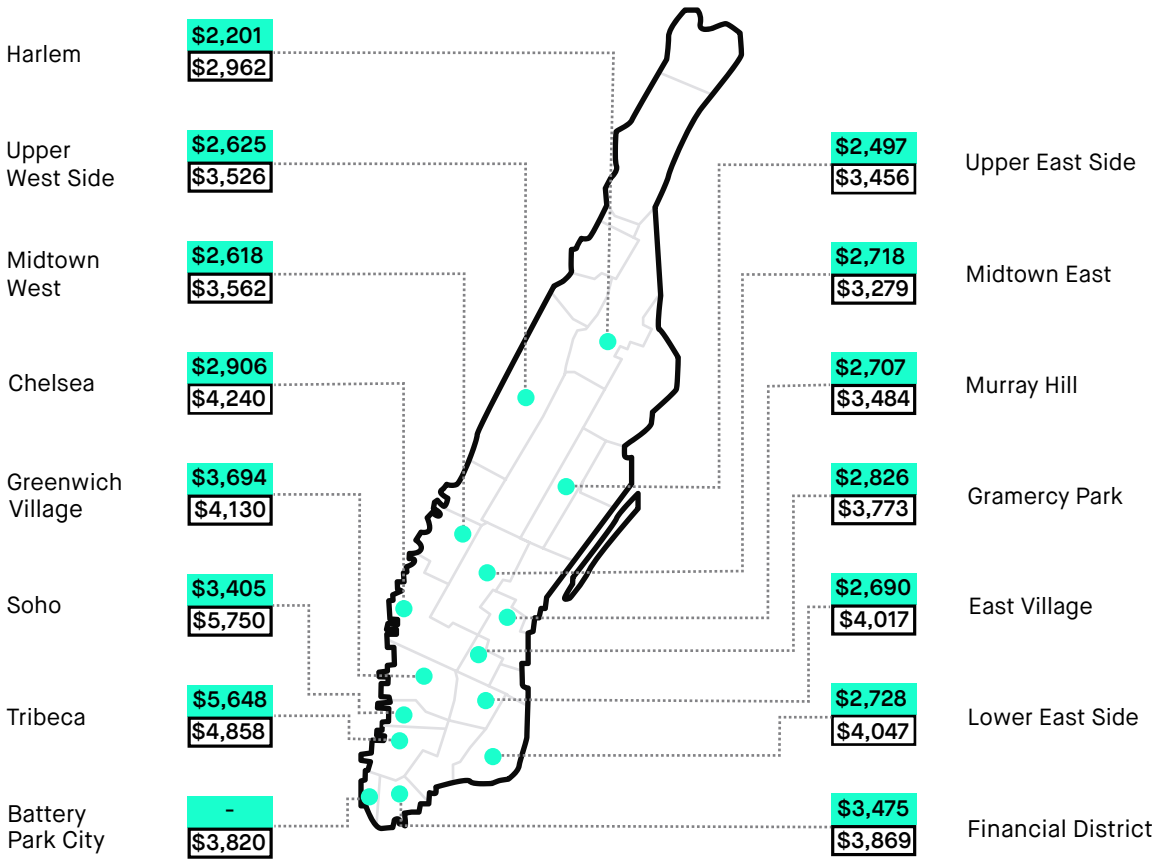 Harlem
$2,201
$2,962
Upper
West Side
$2,625
$3,526
Midtown
West
$2,618
$3,562
Chelsea
$2,906
$4,240
Greenwich
Village
$3,694
$4,130
Soho
$3,405
$5,750
Tribeca
$5,648
$4,858
Battery
Park City
-
$3,820
$2,497
$3,456
Upper East Side
$2,718
$3,279
Midtown East
$2,707
$3,484
Murray Hill
$2,826
$3,773
Gramercy Park
$2,690
$4,017
East Village
$2,728
$4,047
Lower East Side
$3,475
$3,869
Financial District